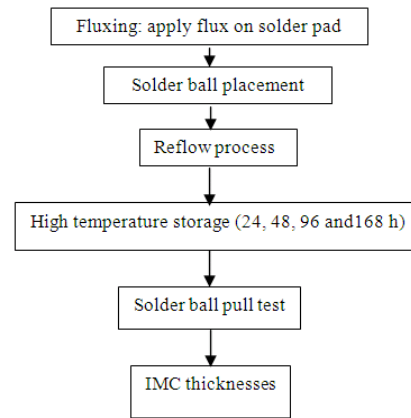 Fluxing: apply flux on solder pad
Solder ball placement
Reflow process
High temperature storage (24, 48, 96 and168 h)
Solder ball pull test
IMC thicknesses